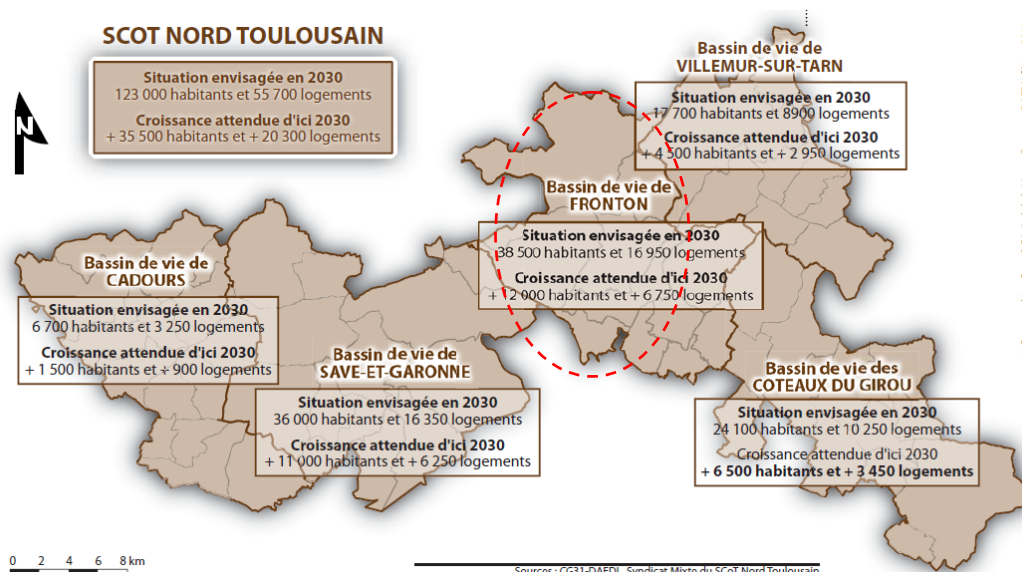 SCOT NORD TOULOUSAIN
Situation envisagée en 2030
123 000 habitants et 55 700 logements
Croissance attendue d'ici 2030
+ 35 500 habitants et + 20 300 logements
N
Bassin de vie de
VILLEMUR-SUR-TARN
Situation envisagée en 2030
17 700 habitants et 8900 logements
Croissance attendue d'ici 2030
+ 4 500 habitants et + 2 950 logements
Bassin de vie de
FRONTON
Situation envisagée en 2030
38 500 habitants et 16 950 logements
Croissance attendue d'ici 2030
+ 12 000 habitants et + 6 750 logements
Bassin de vie de
CADOURS
Situation envisagée en 2030
6 700 habitants et 3 250 logements
Croissance attendue d'ici 2030
+ 1 500 habitants et + 900 logements
Bassin de vie de
SAVE-ET-GARONNE
Situation envisagée en 2030
36 000 habitants et 16 350 logements
Croissance attendue d'ici 2030
+ 11 000 habitants et + 6 250 logements
Bassin de vie des
COTEAUX DU GIROU
Situation envisagée en 2030
24 100 habitants et 10 250 logements
Croissance attendue d'ici 2030
+ 6 500 habitants et + 3 450 logements
0 2 4 6 8 km
Sources : CG31-DAEDL, Syndicat Mixte du SCoT Nord Toulousain